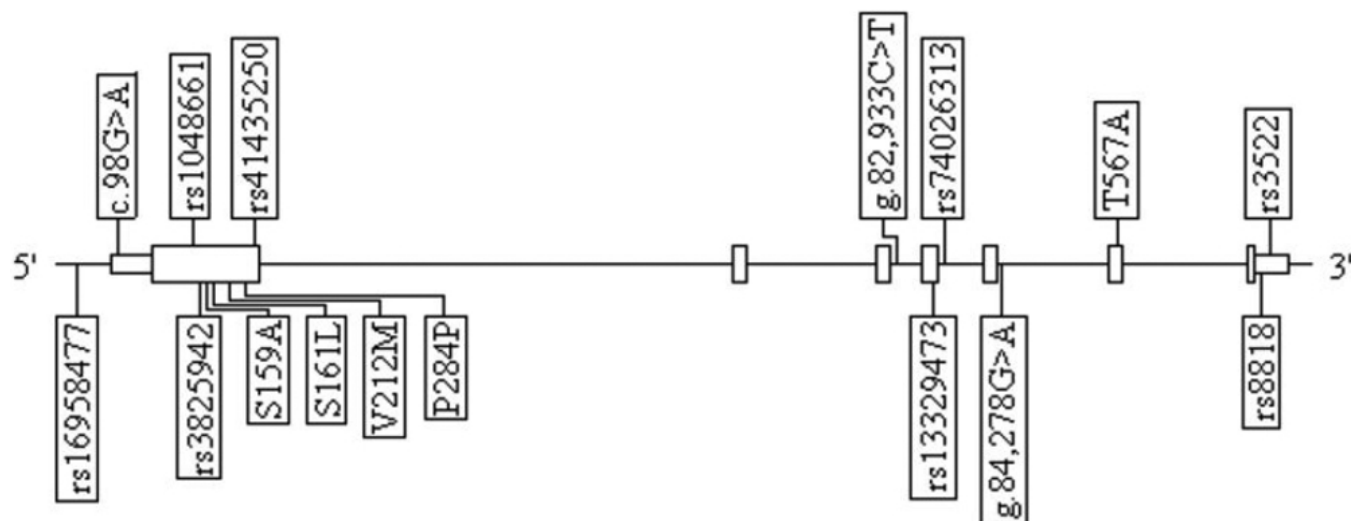 c.98G>A
rs1048661
rs41435250
g.82,933C>T
rs74026313
T567A
rs3522
5'
3'
rs16958477
rs3825942
S159A
S161L
V212M
P284P
rs13329473
g.84,278G>A
rs8818